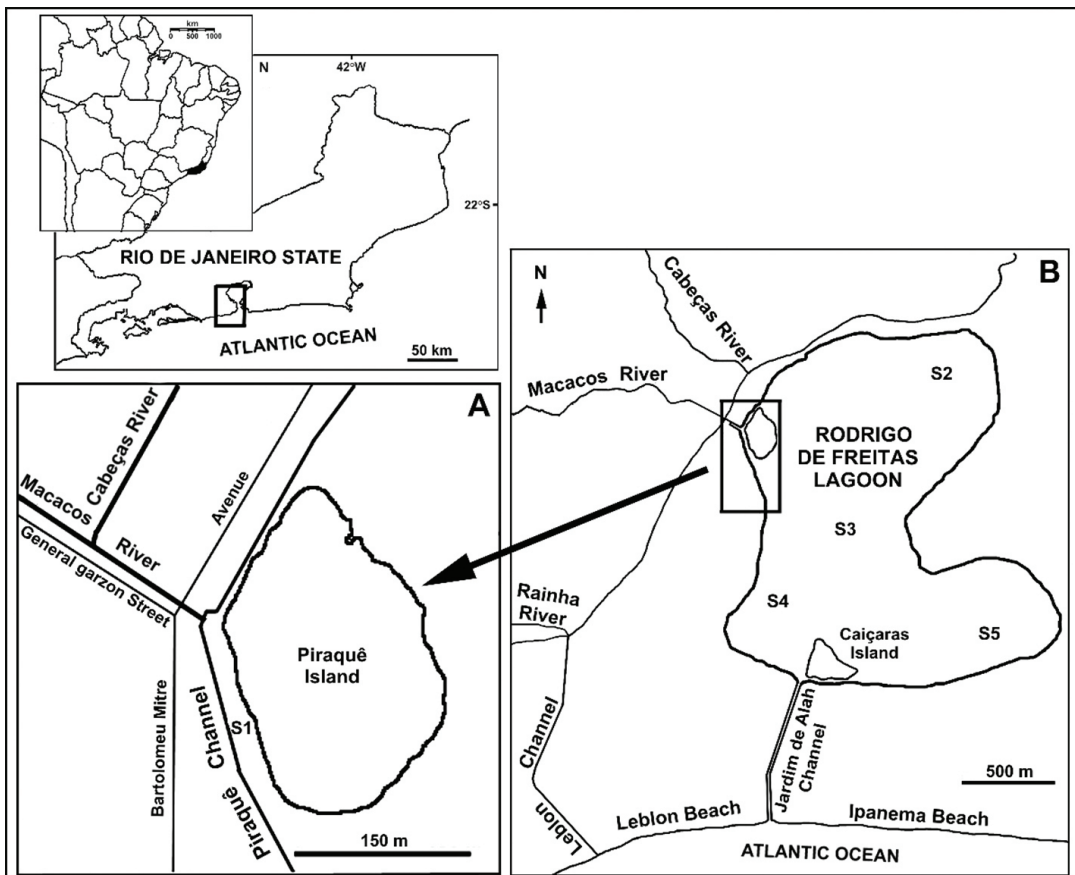 km
0 500 1000
N
42°W
22°S
RIO DE JANEIRO STATE
ATLANTIC OCEAN
50 km
A
Cabeças River
Macacos
River
General garzon Street
Avenue
Bartolomeu Mitre
Piraquê Channel
S1
Piraquê
Island
150 m
B
N
Cabeças
River
Macacos River
S2
RODRIGO
DE FREITAS
LAGOON
S3
Rainha
River
S4
S5
Caiçaras
Island
Leblon Channel
Jardim de Alah
Channel
500 m
Leblon Beach
Ipanema Beach
ATLANTIC OCEAN